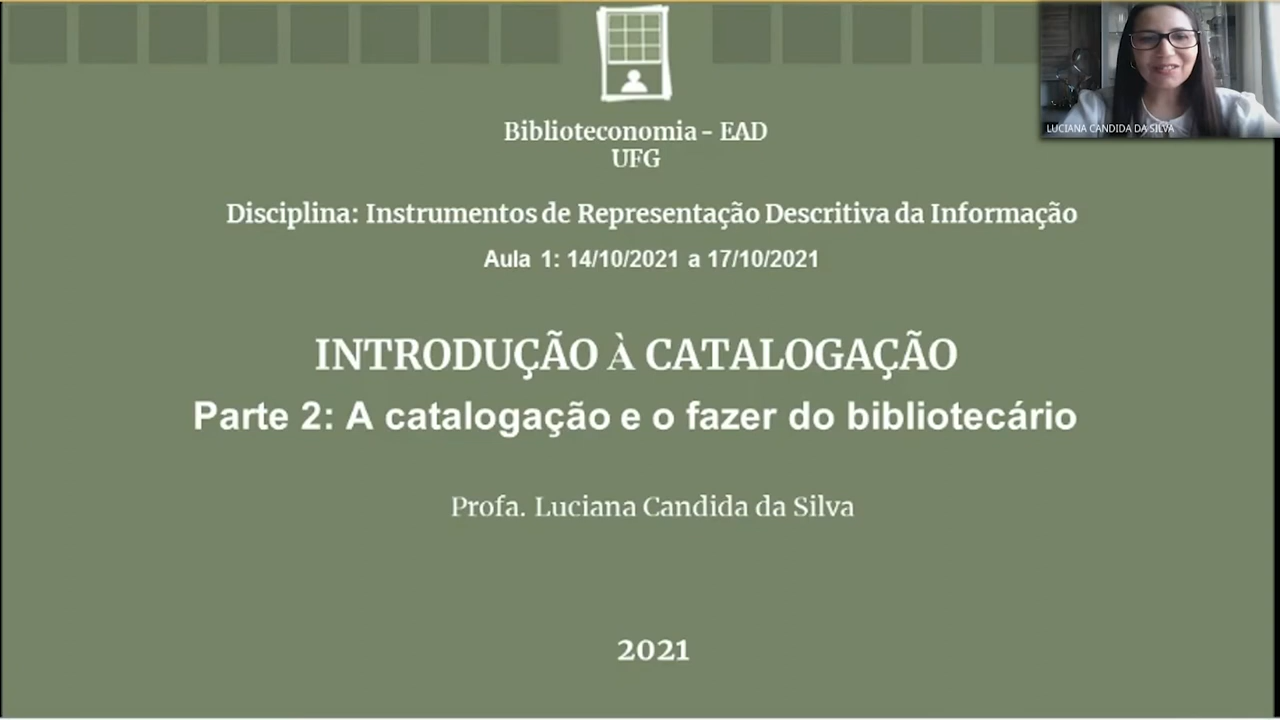 Biblioteconomia - EAD
UFG
LUCIANA CANDIDA DA SILVA
Disciplina: Instrumentos de Representação Descritiva da Informação
Aula 1: 14/10/2021 a 17/10/2021
INTRODUÇÃO À CATALOGAÇÃO
Parte 2: A catalogação e o fazer do bibliotecário
Profa. Luciana Candida da Silva
2021